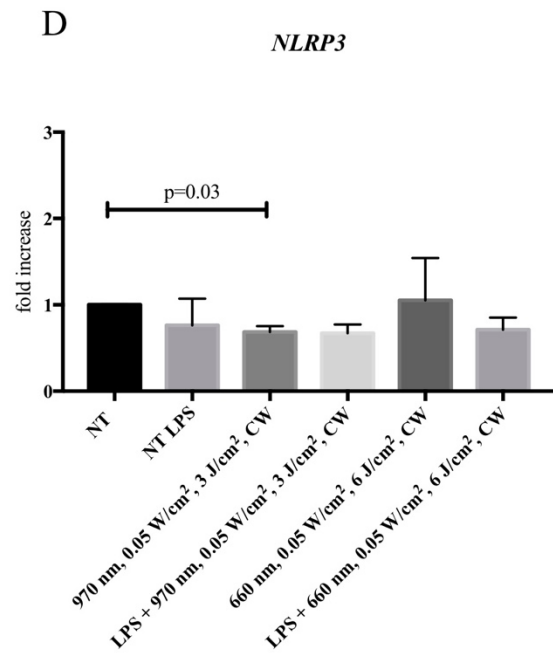 D
NLRP3
3
p=0.03
2
fold increase
1
0
NT
NT LPS
970 nm, 0.05 W/cm², 3 J/cm², CW
LPS + 970 nm, 0.05 W/cm², 3 J/cm², CW
660 nm, 0.05 W/cm², 6 J/cm², CW
LPS + 660 nm, 0.05 W/cm², 6 J/cm², CW